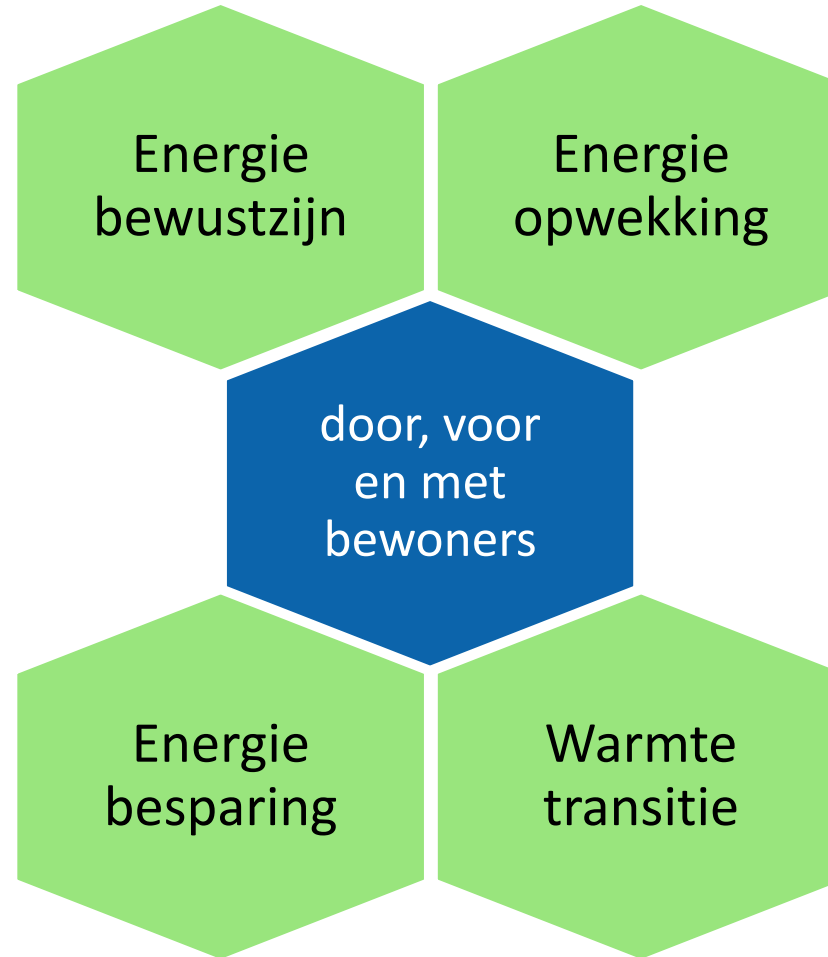 Energie
bewustzijn
Energie
opwekking
door, voor
en met
bewoners
Energie
besparing
Warmte
transitie